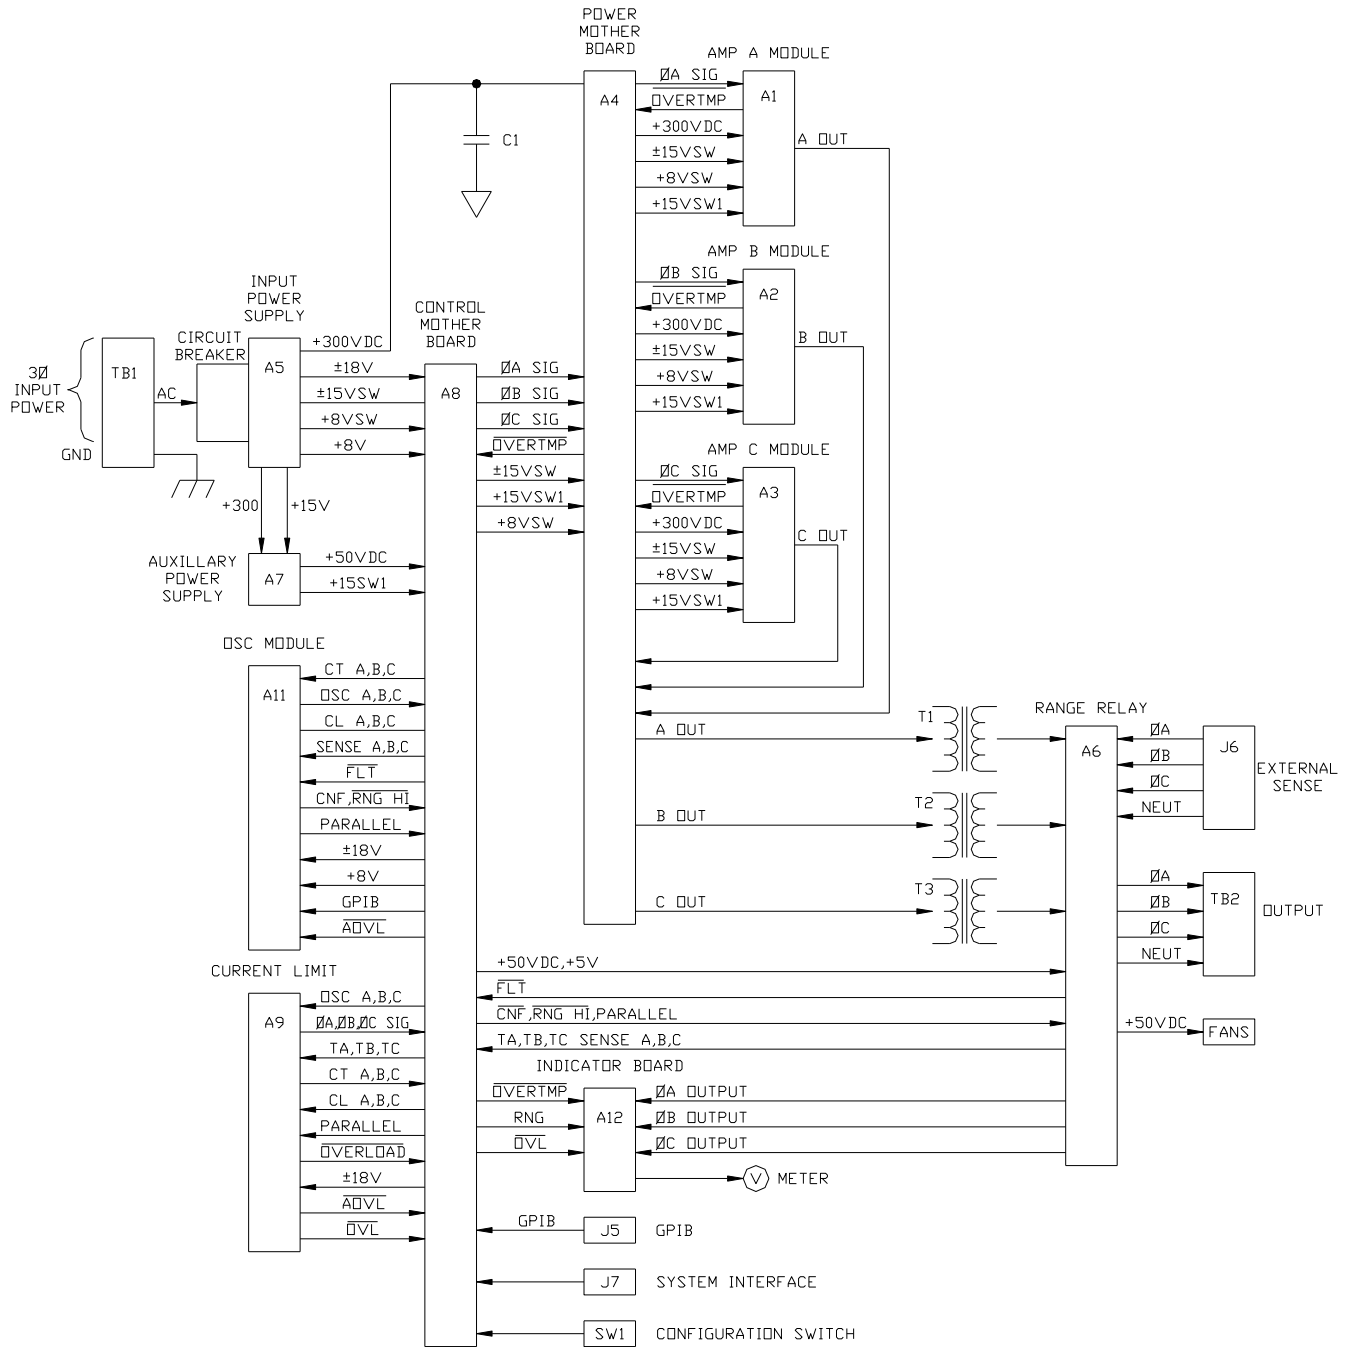 POWER
MOTHER
BOARD
AMP A MODULE
A4
ØA SIG
OVERTMP
+300VDC
±15VSW
+8VSW
+15VSW1
A1
A OUT
C1
AMP B MODULE
ØB SIG
OVERTMP
+300VDC
±15VSW
+8VSW
+15VSW1
A2
B OUT
AMP C MODULE
ØC SIG
OVERTMP
+300VDC
±15VSW
+8VSW
+15VSW1
A3
C OUT
INPUT
POWER
SUPPLY
CIRCUIT
BREAKER
3Ø
INPUT
POWER
GND
TB1
AC
A5
+300VDC
±18V
±15VSW
+8VSW
+8V
+300
+15V
CONTROL
MOTHER
BOARD
A8
ØA SIG
ØB SIG
ØC SIG
OVERTMP
±15VSW
+15VSW1
+8VSW
AUXILLARY
POWER
SUPPLY
A7
+50VDC
+15SW1
OSC MODULE
A11
CT A,B,C
OSC A,B,C
CL A,B,C
SENSE A,B,C
FLT
CNF,RNG HI
PARALLEL
±18V
+8V
GPIB
AOVL
A OUT
B OUT
C OUT
T1
T2
T3
RANGE RELAY
A6
ØA
ØB
ØC
NEUT
J6
EXTERNAL
SENSE
ØA
ØB
ØC
NEUT
TB2
OUTPUT
+50VDC
FANS
CURRENT LIMIT
A9
OSC A,B,C
ØA,ØB,ØC SIG
TA,TB,TC
CT A,B,C
CL A,B,C
PARALLEL
OVERLOAD
±18V
AOVL
OVL
+50VDC,+5V
FLT
CNF,RNG HI,PARALLEL
TA,TB,TC SENSE A,B,C
INDICATOR BOARD
OVERTMP
RNG
OVL
A12
ØA OUTPUT
ØB OUTPUT
ØC OUTPUT
V METER
GPIB
J5 GPIB
J7 SYSTEM INTERFACE
SW1 CONFIGURATION SWITCH